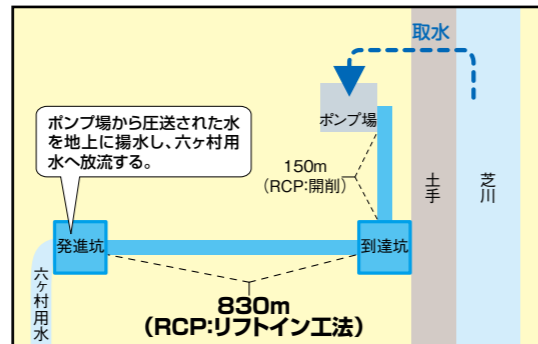 取水
ポンプ場
ポンプ場から圧送された水
を地上に揚水し、六ヶ村用
水へ放流する。
150m
(RCP:開削)
土手
芝川
発進坑
到達坑
六ヶ村用水
830m
(RCP:リフトイン工法)